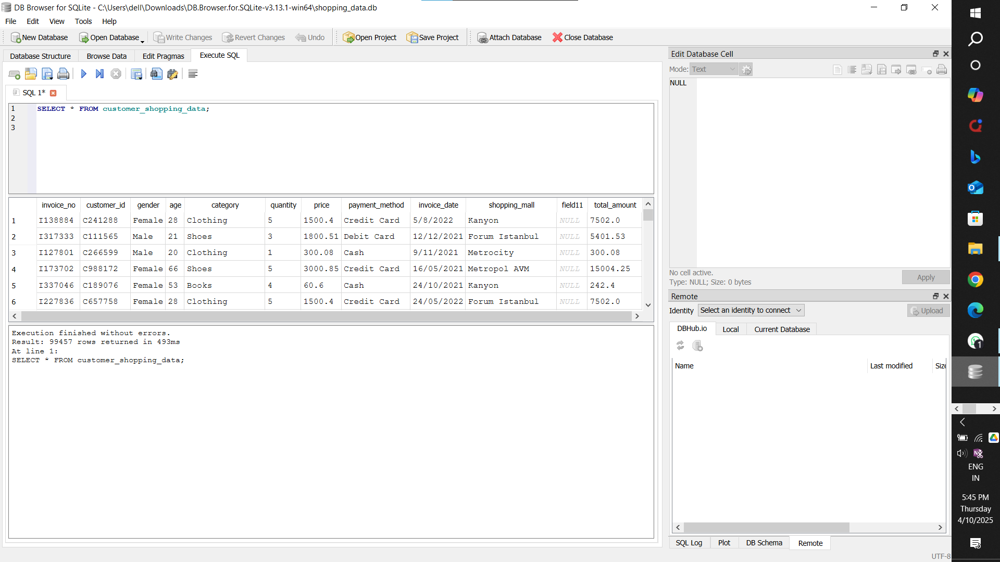 DB Browser for SQLite - C:\Users\dell\Downloads\DB.Browser.for.SQLite-v3.13.1-win64\shopping_data.db
File Edit View Tools Help
New Database Open Database Write Changes Revert Changes Undo Open Project Save Project Attach Database Close Database
Database Structure Browse Data Edit Pragmas Execute SQL
SQL 1*
1 SELECT * FROM customer_shopping_data;
2
3
invoice_no customer_id gender age category quantity price payment_method invoice_date shopping_mall field11 total_amount
1 I138884 C241288 Female 28 Clothing 5 1500.4 Credit Card 5/8/2022 Kanyon NULL 7502.0
2 I317333 C111565 Male 21 Shoes 3 1800.51 Debit Card 12/12/2021 Forum Istanbul NULL 5401.53
3 I127801 C266599 Male 20 Clothing 1 300.08 Cash 9/11/2021 Metrocity NULL 300.08
4 I173702 C988172 Female 66 Shoes 5 3000.85 Credit Card 16/05/2021 Metropol AVM NULL 15004.25
5 I337046 C189076 Female 53 Books 4 60.6 Cash 24/10/2021 Kanyon NULL 242.4
6 I227836 C657758 Female 28 Clothing 5 1500.4 Credit Card 24/05/2022 Forum Istanbul NULL 7502.0
Execution finished without errors.
Result: 99457 rows returned in 493ms
At line 1:
SELECT * FROM customer_shopping_data;
Edit Database Cell
Mode: Text
NULL
No cell active.
Type: NULL; Size: 0 bytes
Apply
Remote
Identity Select an identity to connect Upload
DBHub.io Local Current Database
Name Last modified Size
SQL Log Plot DB Schema Remote
UTF-8
1
ENG
IN
5:45 PM
Thursday
4/10/2025